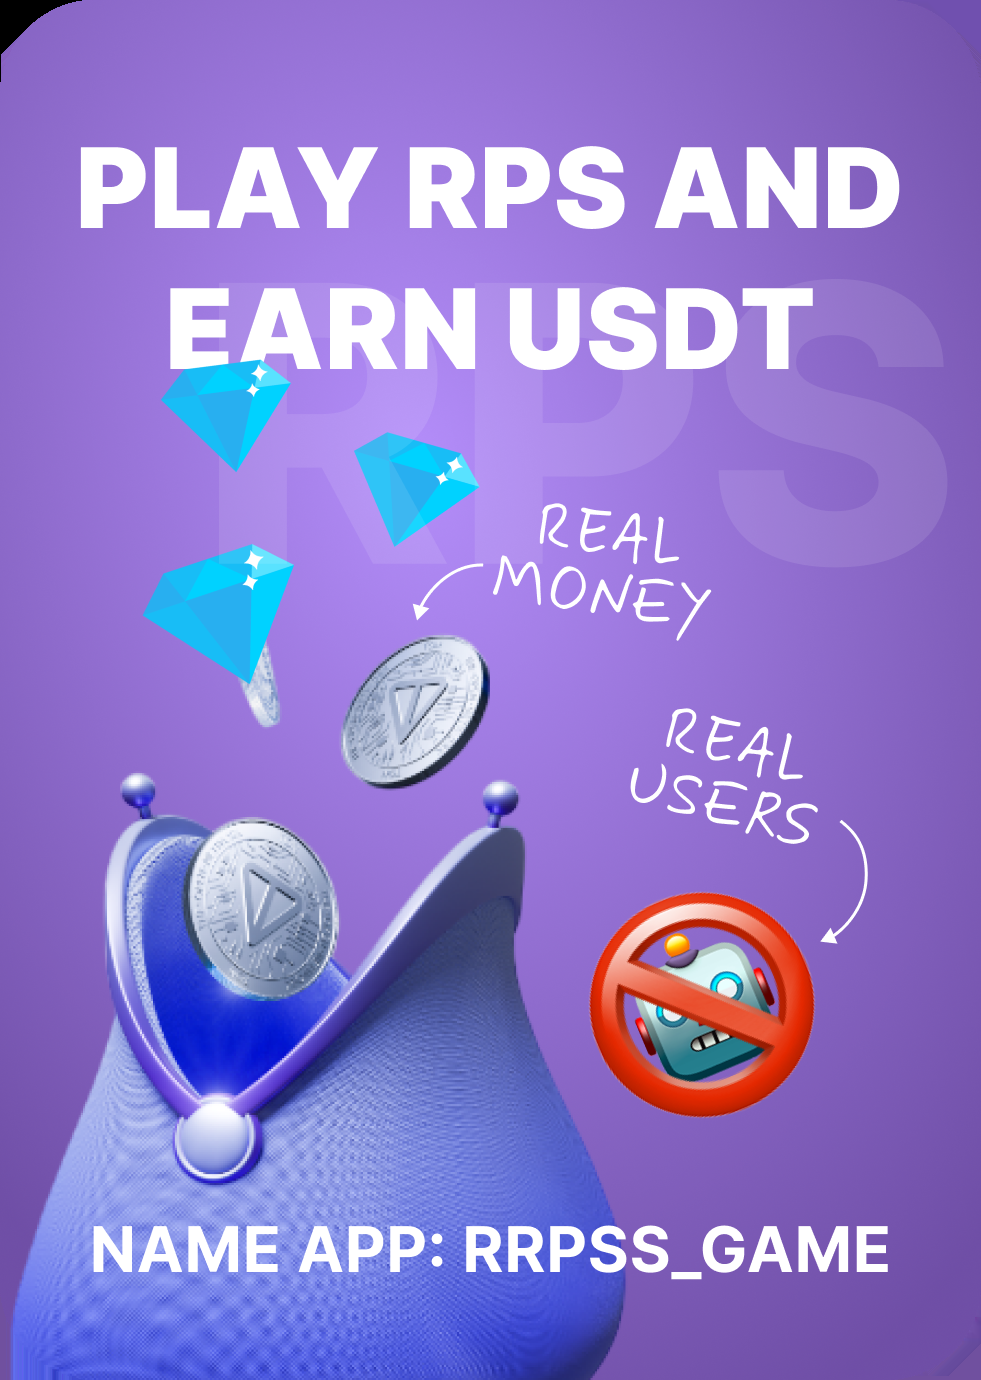 PLAY RPS AND
EARN USDT
RPS
REAL
MONEY
REAL
USERS
NAME APP: RRPSS_GAME